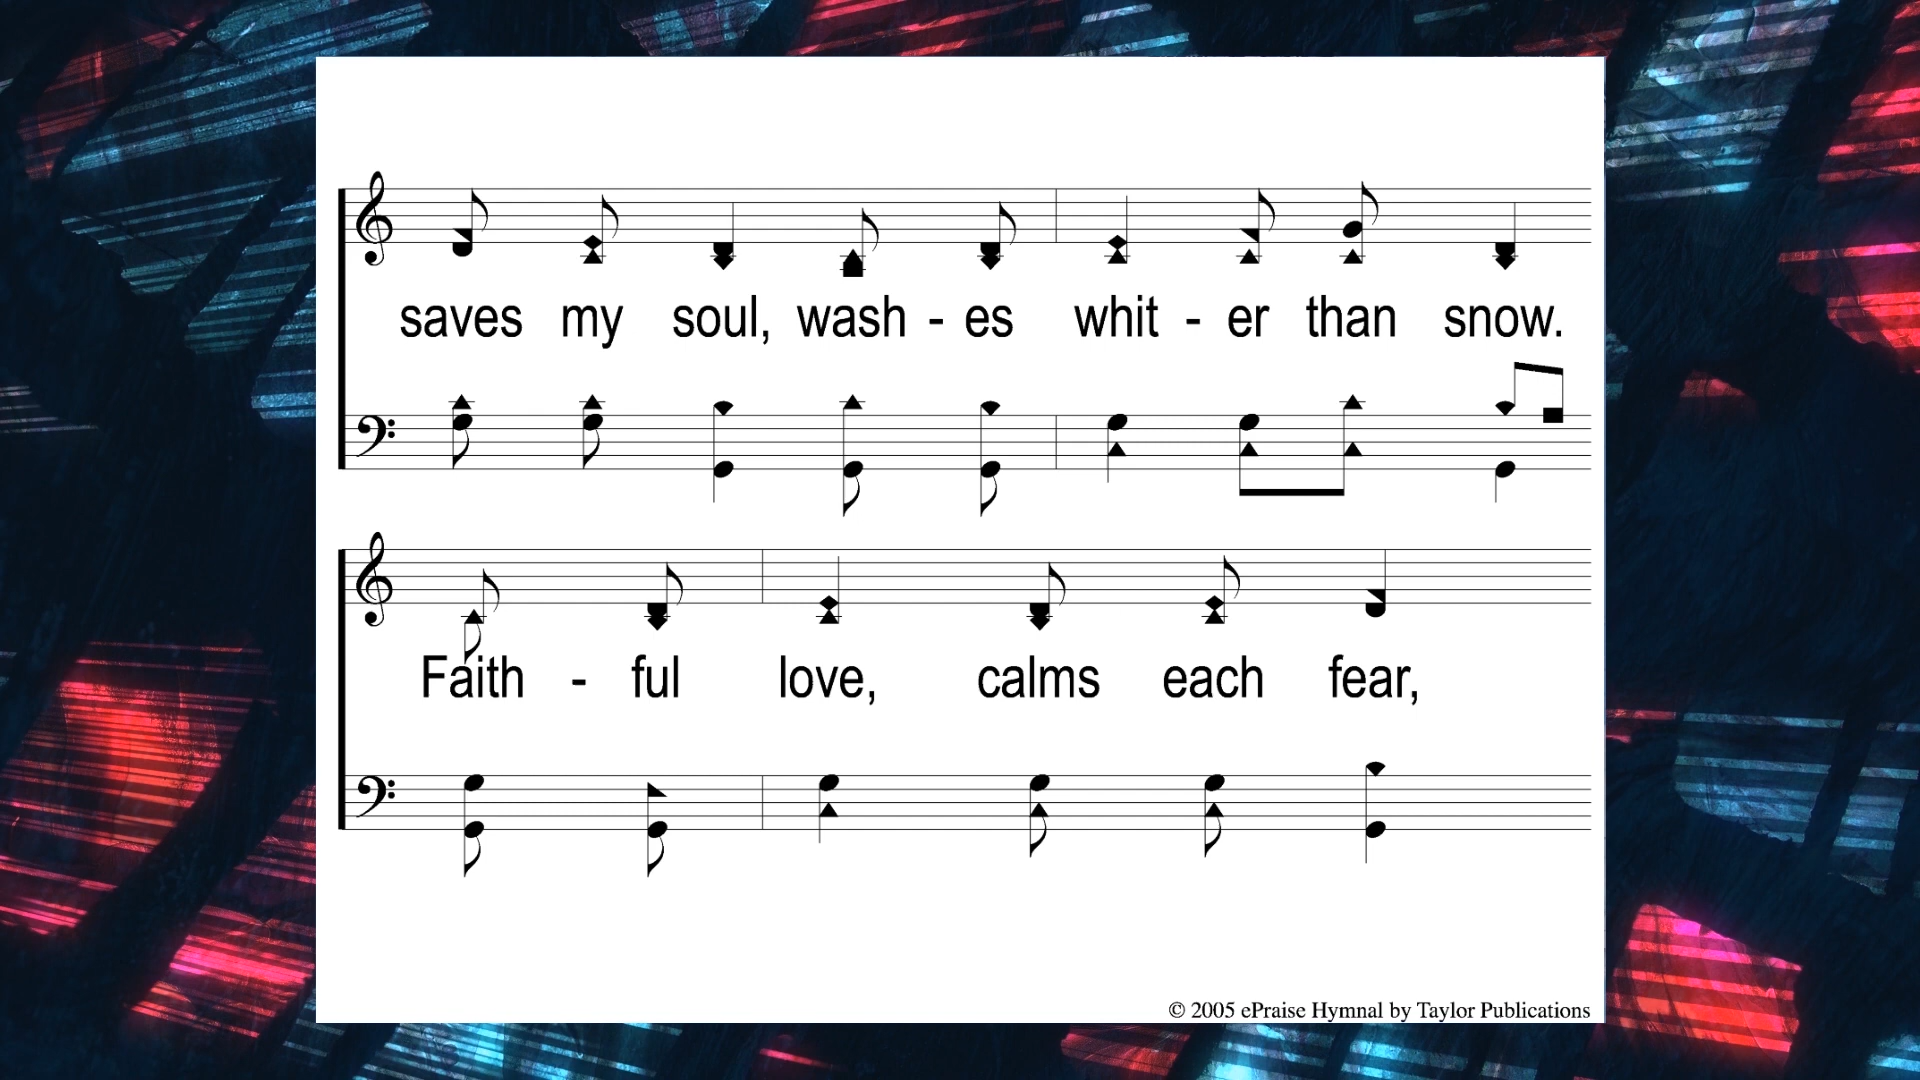 saves my soul, wash - es whit - er than snow.
Faith - ful love, calms each fear,
© 2005 ePraise Hymnal by Taylor Publications